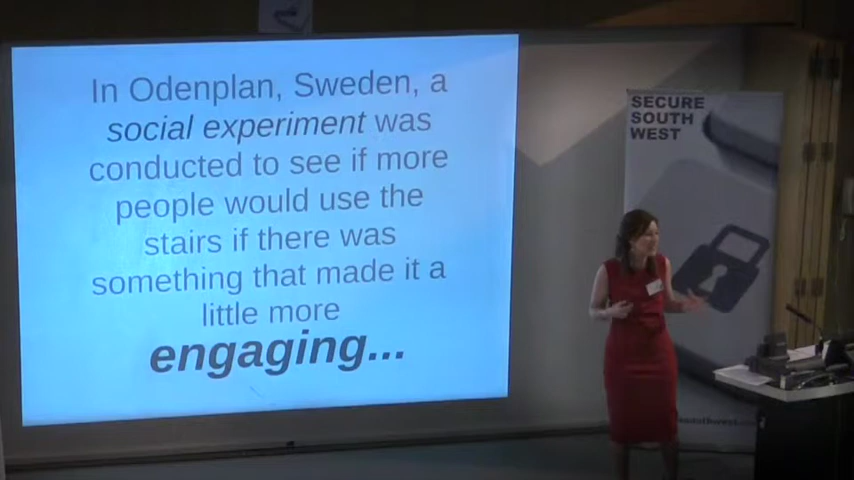 In Odenplan, Sweden, a
social experiment was
conducted to see if more
people would use the
stairs if there was
something that made it a
little more
engaging...
SECURE
SOUTH
WEST